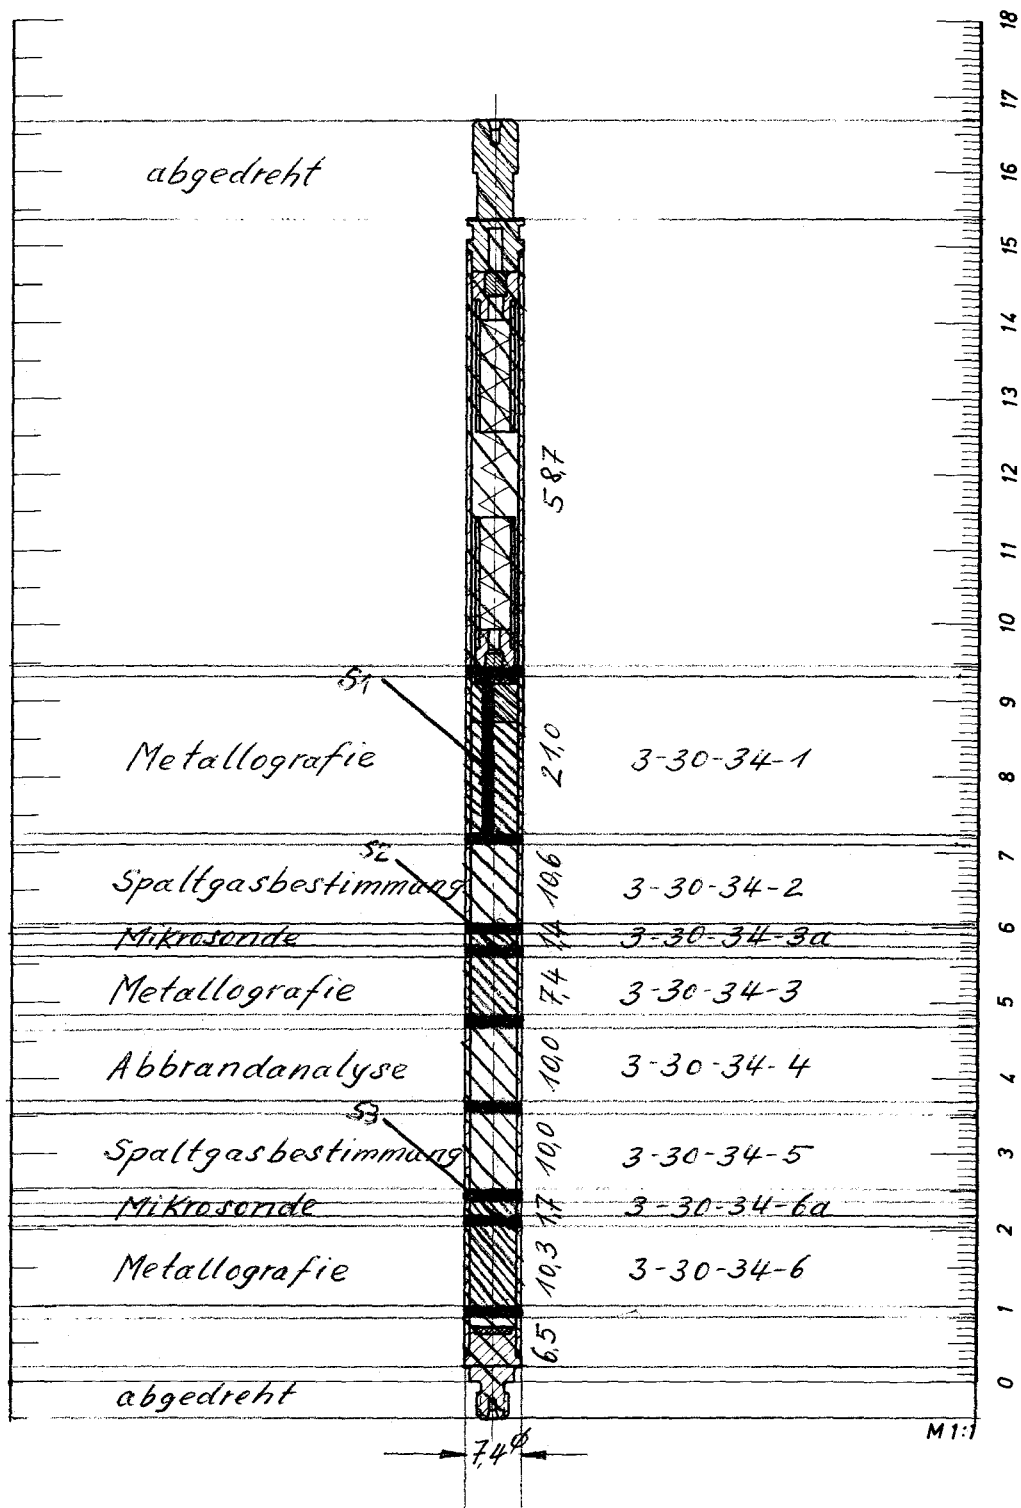 18
17
abgedreht
16
15
14
13
58,7
12
11
10
S1
9
Metallografie 21,0 3-30-34-1
8
7
S2
Spaltgasbestimmung 10,6 3-30-34-2
6
Mikrosonde 1,4 3-30-34-3a
Metallografie 7,4 3-30-34-3
5
Abbrandanalyse 10,0 3-30-34-4
4
S3
Spaltgasbestimmung 10,0 3-30-34-5
3
Mikrosonde 1,7 3-30-34-6a
2
Metallografie 10,3 3-30-34-6
1
6,5
0
abgedreht
M 1:1
7,4 ø